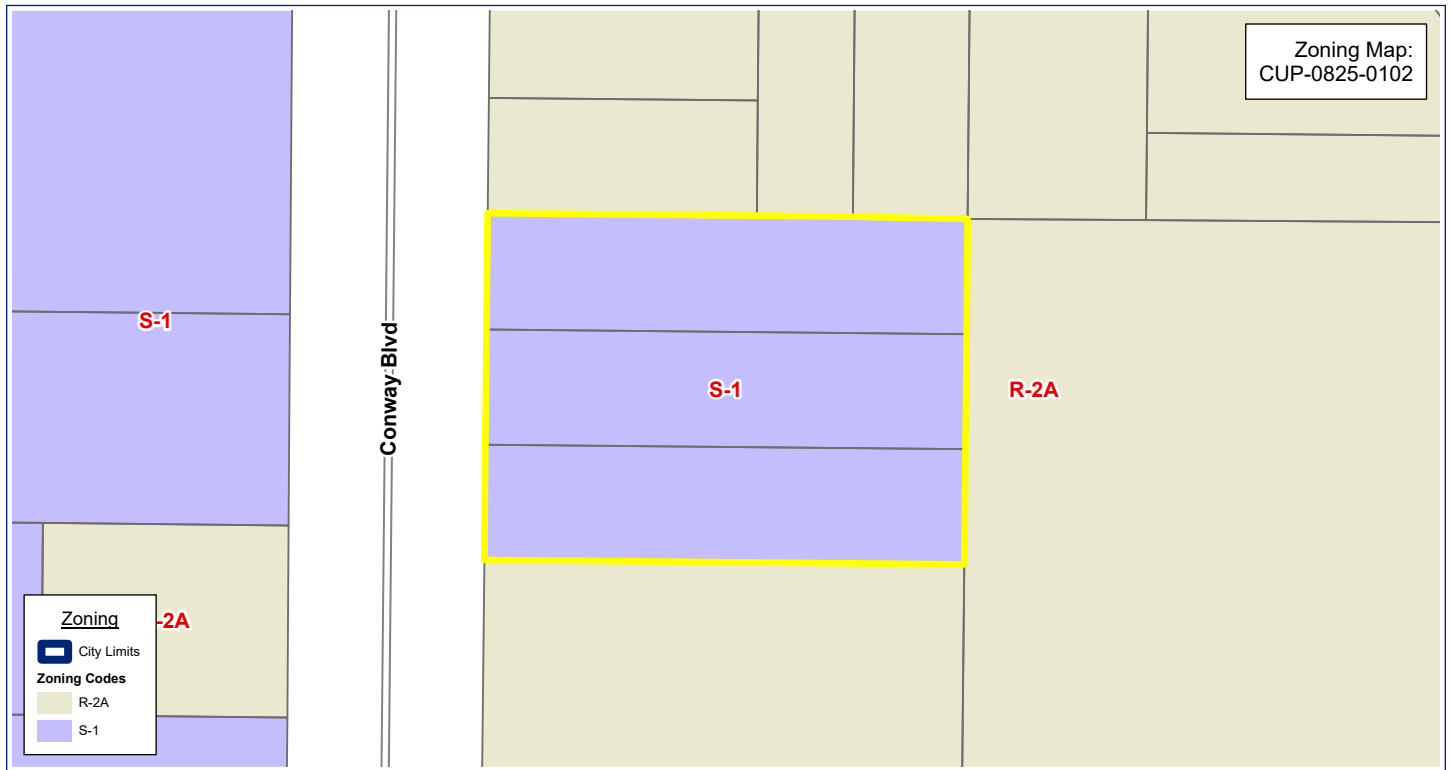 Zoning Map:
CUP-0825-0102
S-1
Conway Blvd
S-1
R-2A
-2A
Zoning
City Limits
Zoning Codes
R-2A
S-1